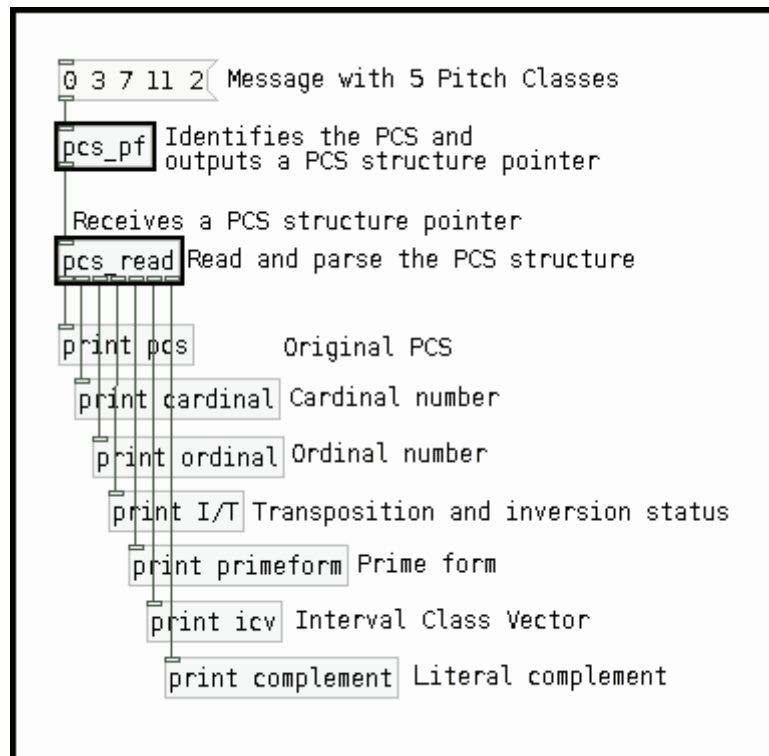 0 3 7 11 2 Message with 5 Pitch Classes
pcs_pf Identifies the PCS and
outputs a PCS structure pointer
Receives a PCS structure pointer
pcs_read Read and parse the PCS structure
print pcs Original PCS
print cardinal Cardinal number
print ordinal Ordinal number
print I/T Transposition and inversion status
print primeform Prime form
print icv Interval Class Vector
print complement Literal complement